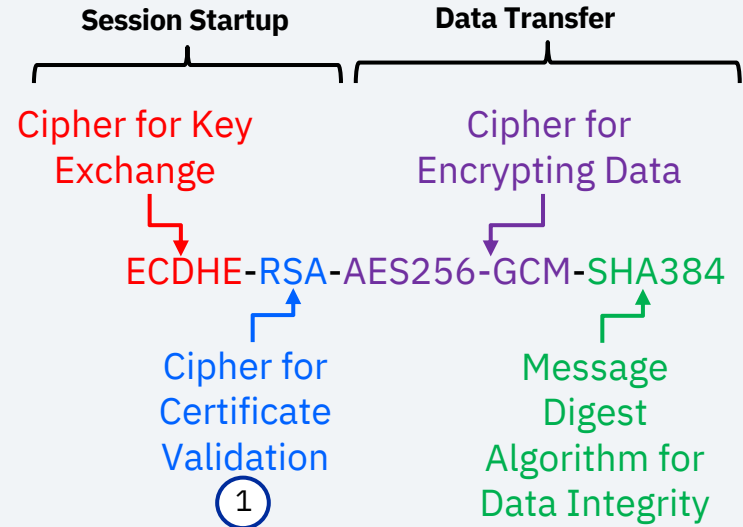 Session Startup
Data Transfer
Cipher for Key
Exchange
Cipher for
Encrypting Data
ECDHE-RSA-AES256-GCM-SHA384
Cipher for
Certificate
Validation
1
Message
Digest
Algorithm for
Data Integrity